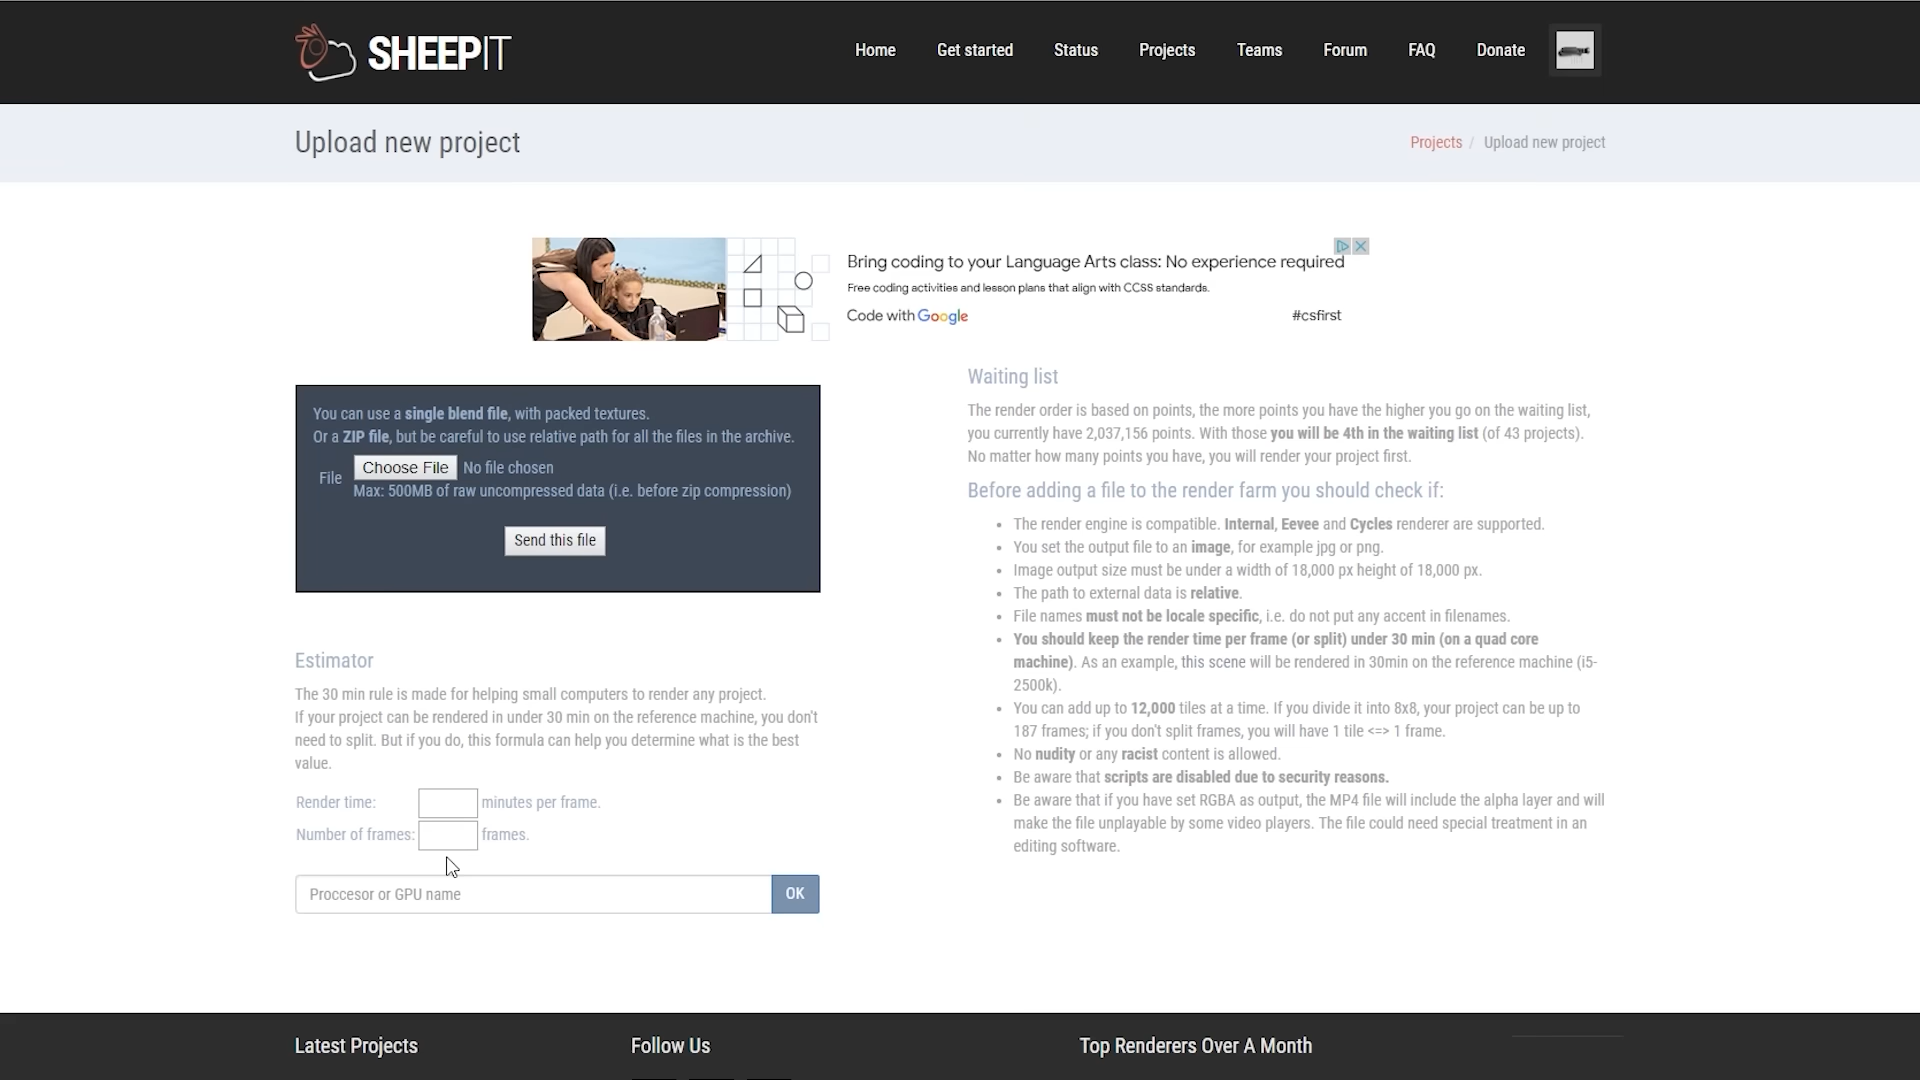 SHEEPIT
Home Get started Status Projects Teams Forum FAQ Donate
Upload new project
Projects / Upload new project
Bring coding to your Language Arts class: No experience required
Free coding activities and lesson plans that align with CCSS standards.
Code with Google
#csfirst
You can use a single blend file, with packed textures.
Or a ZIP file, but be careful to use relative path for all the files in the archive.
File Choose File No file chosen
Max: 500MB of raw uncompressed data (i.e. before zip compression)
Send this file
Estimator
The 30 min rule is made for helping small computers to render any project.
If your project can be rendered in under 30 min on the reference machine, you don't
need to split. But if you do, this formula can help you determine what is the best
value.
Render time: minutes per frame.
Number of frames: frames.
Proccesor or GPU name
OK
Waiting list
The render order is based on points, the more points you have the higher you go on the waiting list,
you currently have 2,037,156 points. With those you will be 4th in the waiting list (of 43 projects).
No matter how many points you have, you will render your project first.
Before adding a file to the render farm you should check if:
• The render engine is compatible. Internal, Eevee and Cycles renderer are supported.
• You set the output file to an image, for example jpg or png.
• Image output size must be under a width of 18,000 px height of 18,000 px.
• The path to external data is relative.
• File names must not be locale specific, i.e. do not put any accent in filenames.
• You should keep the render time per frame (or split) under 30 min (on a quad core
machine). As an example, this scene will be rendered in 30min on the reference machine (i5-
2500k).
• You can add up to 12,000 tiles at a time. If you divide it into 8x8, your project can be up to
187 frames; if you don't split frames, you will have 1 tile <=> 1 frame.
• No nudity or any racist content is allowed.
• Be aware that scripts are disabled due to security reasons.
• Be aware that if you have set RGBA as output, the MP4 file will include the alpha layer and will
make the file unplayable by some video players. The file could need special treatment in an
editing software.
Latest Projects
Follow Us
Top Renderers Over A Month